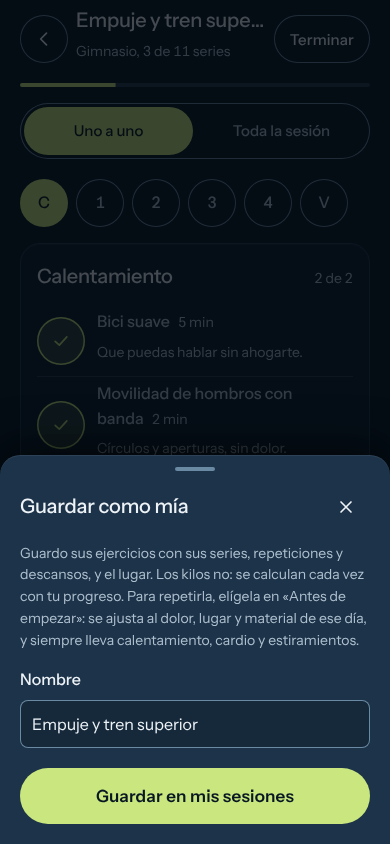 Empuje y tren supe...
Gimnasio, 3 de 11 series
Terminar
Uno a uno
Toda la sesión
C 1 2 3 4 V
Calentamiento
2 de 2
Bici suave 5 min
Que puedas hablar sin ahogarte.
Movilidad de hombros con
banda 2 min
Círculos y aperturas, sin dolor.
Guardar como mía
Guardo sus ejercicios con sus series, repeticiones y
descansos, y el lugar. Los kilos no: se calculan cada vez
con tu progreso. Para repetirla, elígela en «Antes de
empezar»: se ajusta al dolor, lugar y material de ese día,
y siempre lleva calentamiento, cardio y estiramientos.
Nombre
Empuje y tren superior
Guardar en mis sesiones